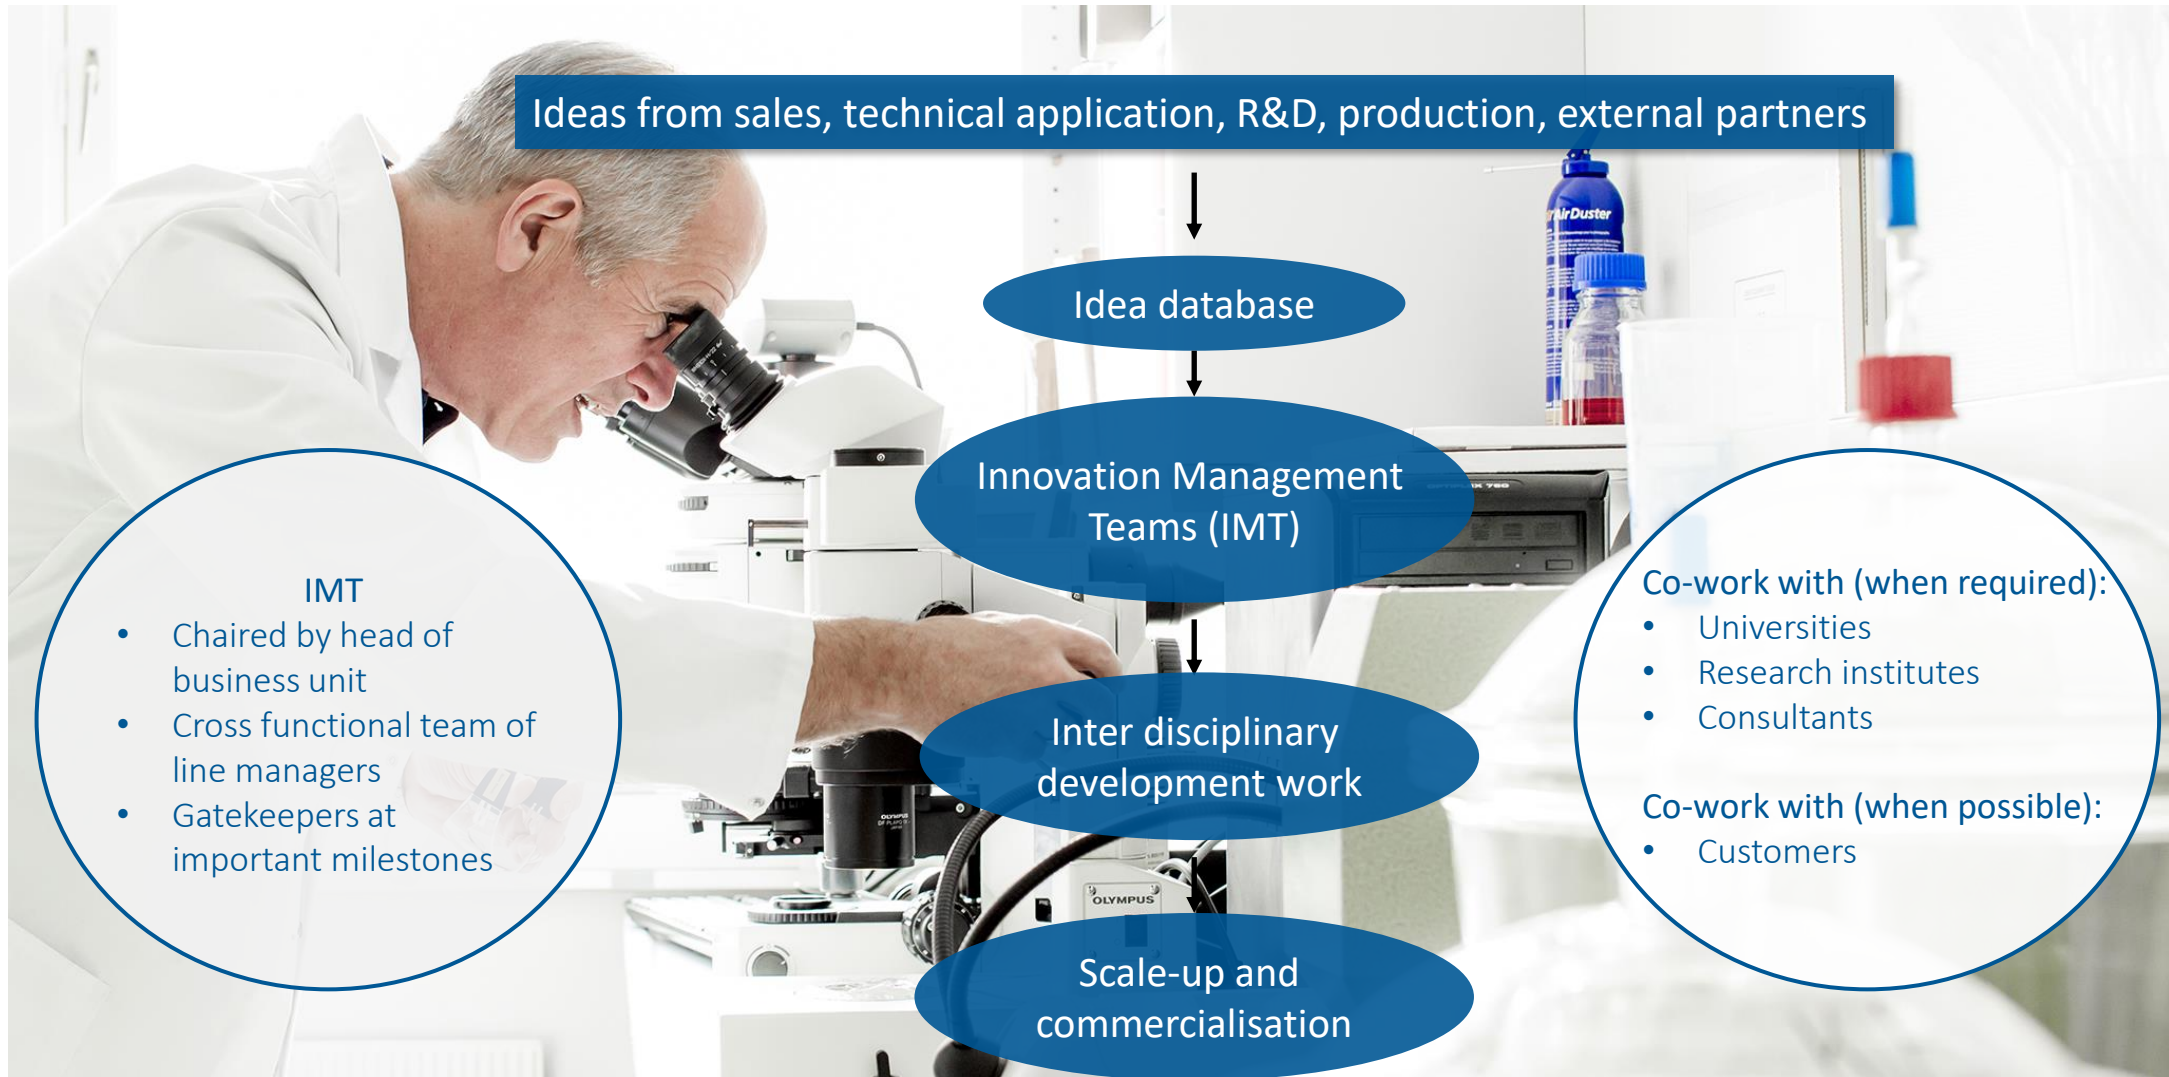 Ideas from sales, technical application, R&D, production, external partners
AirDuster
Idea database
Innovation Management
Teams (IMT)
IMT
• Chaired by head of
business unit
• Cross functional team of
line managers
• Gatekeepers at
important milestones
Inter disciplinary
development work
OLYMPUS
OLYMPUS
Scale-up and
commercialisation
Co-work with (when required):
• Universities
• Research institutes
• Consultants
Co-work with (when possible):
• Customers